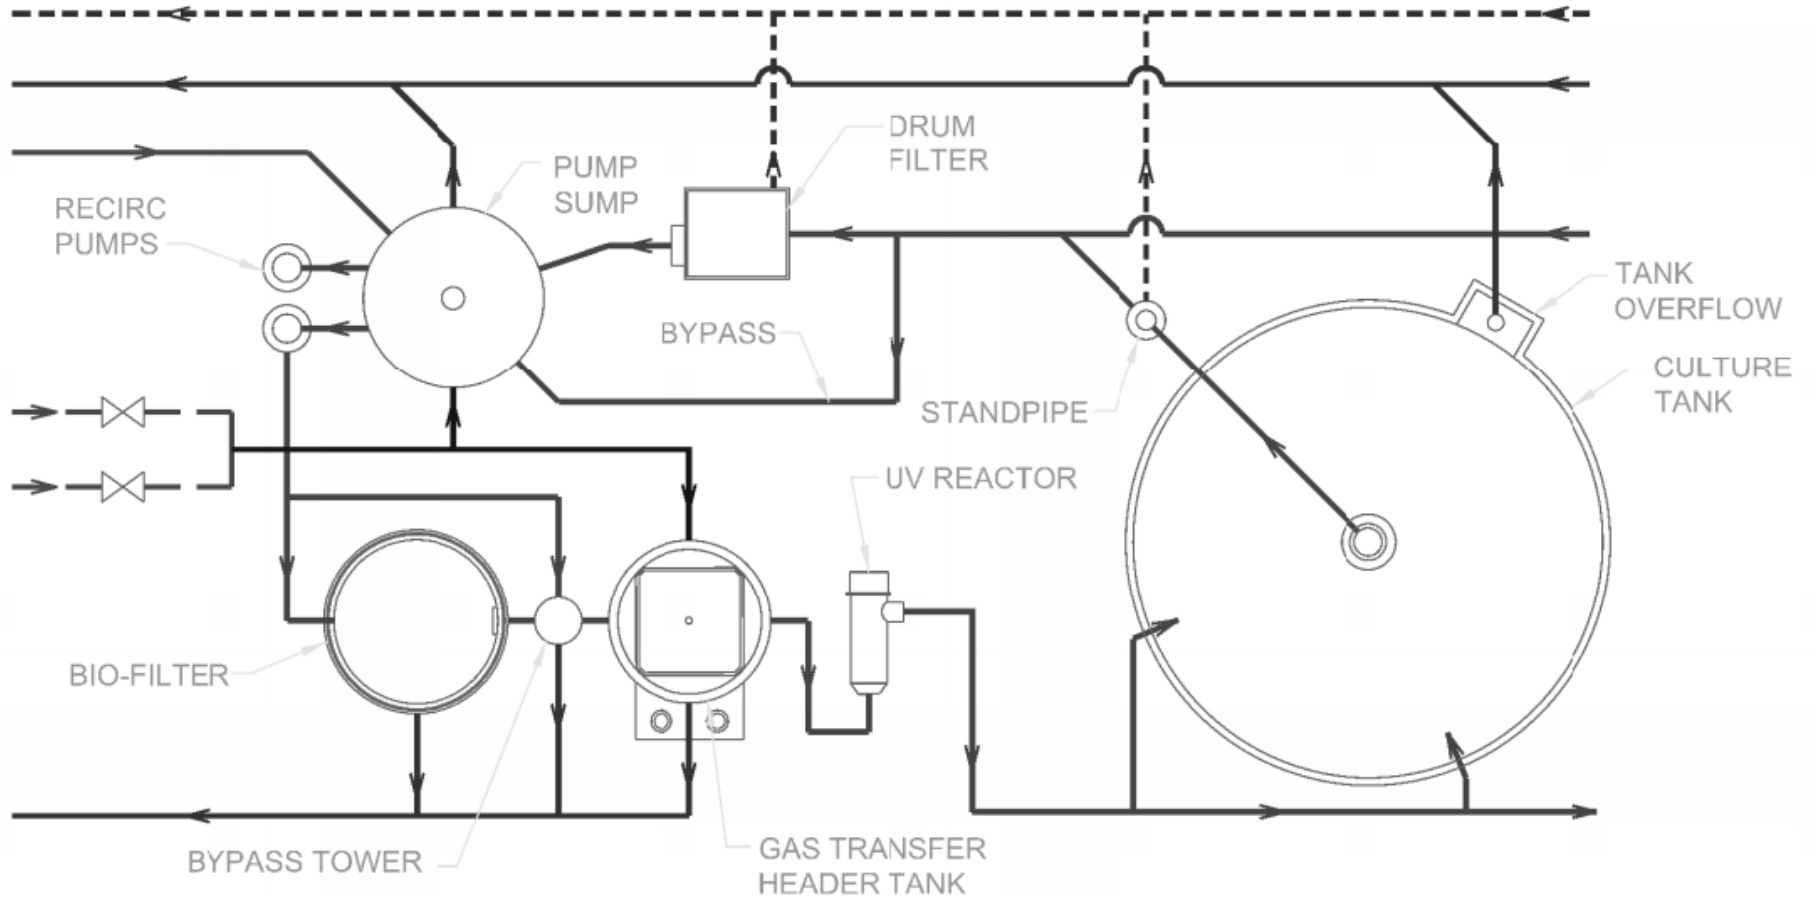 DRUM
FILTER
PUMP
SUMP
RECIRC
PUMPS
TANK
OVERFLOW
BYPASS
CULTURE
TANK
STANDPIPE
UV REACTOR
BIO-FILTER
BYPASS TOWER
GAS TRANSFER
HEADER TANK